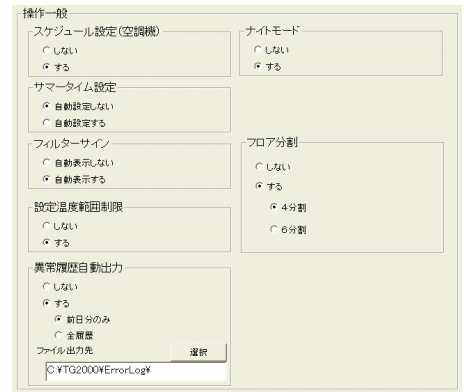 操作一般
スケジュール設定(空調機)
しない
する
サマータイム設定
自動設定しない
自動設定する
フィルターサイン
自動表示しない
自動表示する
設定温度範囲制限
しない
する
異常履歴自動出力
しない
する
前日分のみ
全履歴
ファイル出力先
選択
C:¥TG2000¥ErrorLog¥
ナイトモード
しない
する
フロア分割
しない
する
4分割
6分割